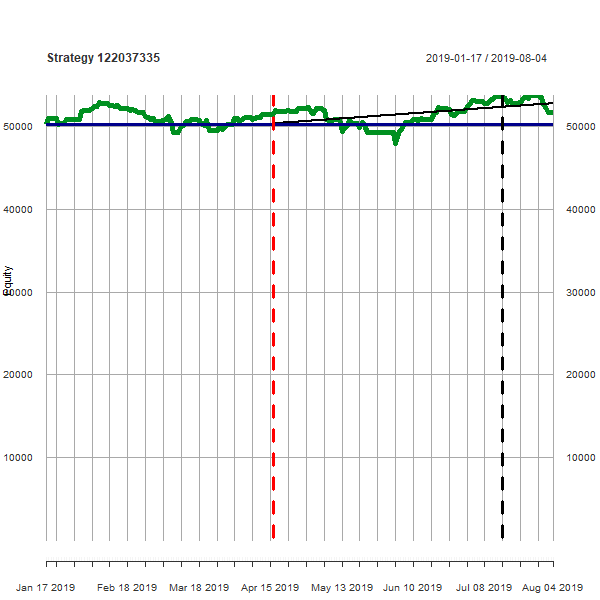 Strategy 122037335
2019-01-17 / 2019-08-04
50000 50000
40000 40000
Equity
30000 30000
20000 20000
10000 10000
Jan 17 2019 Feb 18 2019 Mar 18 2019 Apr 15 2019 May 13 2019 Jun 10 2019 Jul 08 2019 Aug 04 2019